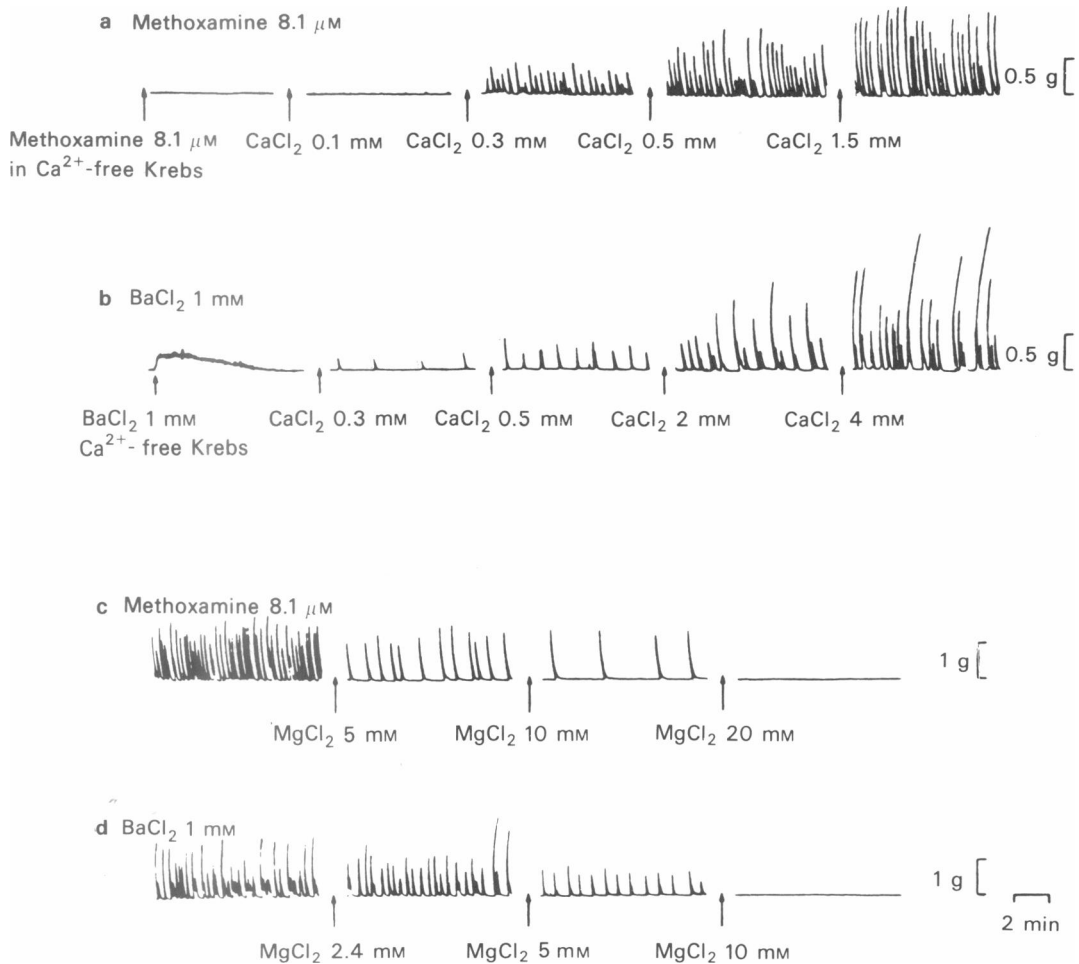 a Methoxamine 8.1 μM
0.5 g
Methoxamine 8.1 μM
in Ca²⁺-free Krebs
CaCl₂ 0.1 mM
CaCl₂ 0.3 mM
CaCl₂ 0.5 mM
CaCl₂ 1.5 mM
b BaCl₂ 1 mM
0.5 g
BaCl₂ 1 mM
Ca²⁺- free Krebs
CaCl₂ 0.3 mM
CaCl₂ 0.5 mM
CaCl₂ 2 mM
CaCl₂ 4 mM
c Methoxamine 8.1 μM
1 g
MgCl₂ 5 mM
MgCl₂ 10 mM
MgCl₂ 20 mM
d BaCl₂ 1 mM
1 g
2 min
MgCl₂ 2.4 mM
MgCl₂ 5 mM
MgCl₂ 10 mM